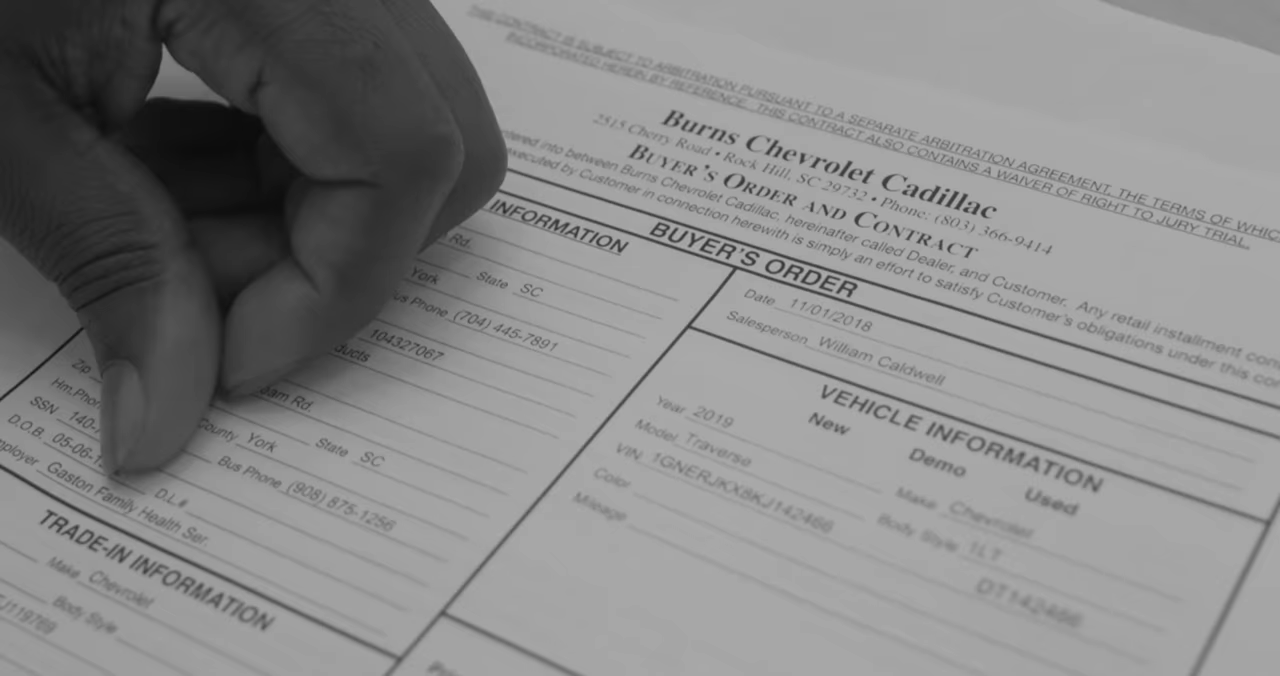 THIS CONTRACT IS SUBJECT TO ARBITRATION PURSUANT TO A SEPARATE ARBITRATION AGREEMENT, THE TERMS OF WHICH
INCORPORATED HEREIN BY REFERENCE. THIS CONTRACT ALSO CONTAINS A WAIVER OF RIGHT TO JURY TRIAL.
Burns Chevrolet Cadillac
2515 Cherry Road • Rock Hill, SC 29732 • Phone: (803) 366-9414
BUYER'S ORDER AND CONTRACT
into between Burns Chevrolet Cadillac, hereinafter called Dealer, and Customer. Any retail installment
executed by Customer in connection herewith is simply an effort to satisfy Customer's obligations under this
BUYER'S ORDER
INFORMATION
Rd.
York State SC
Phone (704) 445-7891
104327067
Rd.
Zip County York State SC
Hm.Phone Bus Phone (908) 875-1256
SSN 140-
D.O.B. 05-06-1 D.L.#
Gaston Family Health Ser.
TRADE-IN INFORMATION
Make Chevrolet
Body Style
J119769
Date 11/01/2018
Salesperson William Caldwell
VEHICLE INFORMATION
New Demo Used
Year 2019 Make Chevrolet
Model Traverse Body Style 1LT
VIN 1GNERJKX8KJ142466
Color DT142466
Mileage